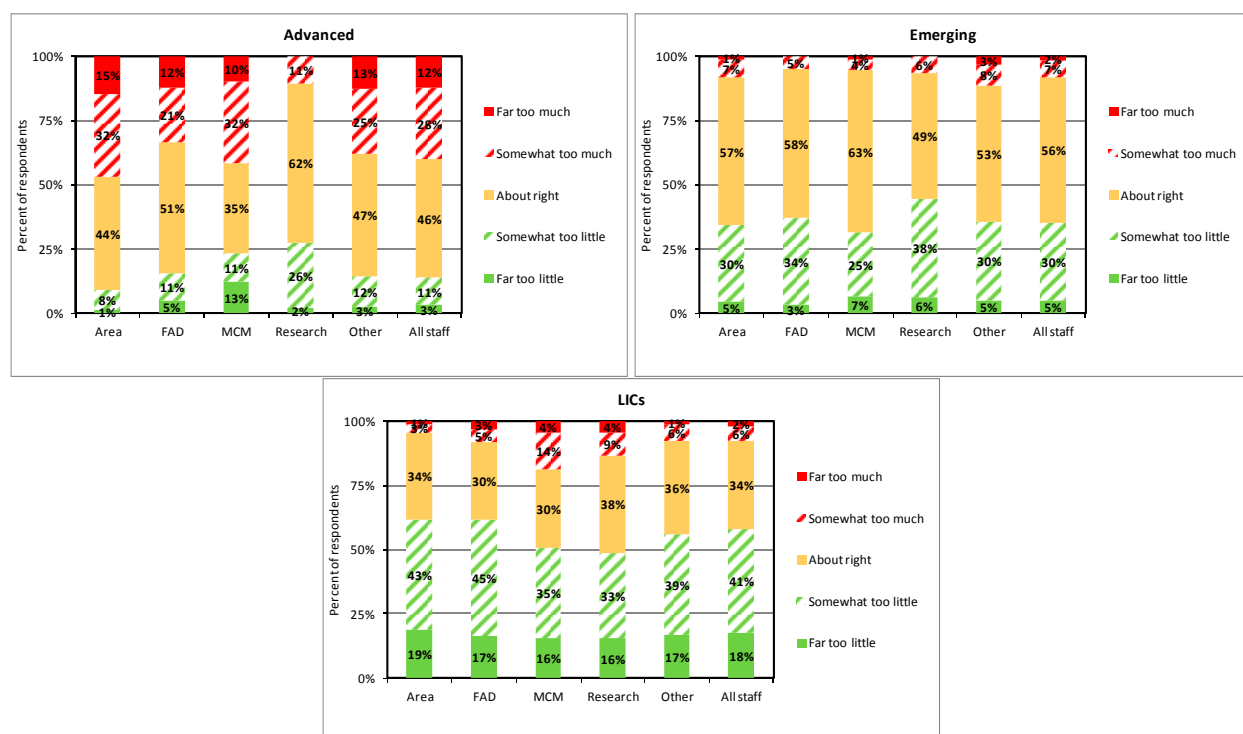 Advanced
Percent of respondents
100%
75%
50%
25%
0%
15% 12% 10% 11% 13% 12%
32% 21% 32% 62% 25% 28%
44% 51% 35% 26% 47% 46%
8% 11% 11% 2% 12% 11%
1% 5% 13% 3% 3%
Area FAD MCM Research Other All staff
Far too much
Somewhat too much
About right
Somewhat too little
Far too little
Emerging
Percent of respondents
100%
75%
50%
25%
0%
1% 5% 1% 6% 3% 2%
7% 58% 4% 49% 8% 7%
57% 34% 63% 38% 53% 56%
30% 3% 25% 6% 30% 30%
5% 7% 5% 5%
Area FAD MCM Research Other All staff
Far too much
Somewhat too much
About right
Somewhat too little
Far too little
LICs
Percent of respondents
100%
75%
50%
25%
0%
1% 3% 4% 4% 1% 2%
3% 5% 14% 9% 6% 6%
34% 30% 30% 38% 36% 34%
43% 45% 35% 33% 39% 41%
19% 17% 16% 16% 17% 18%
Area FAD MCM Research Other All staff
Far too much
Somewhat too much
About right
Somewhat too little
Far too little